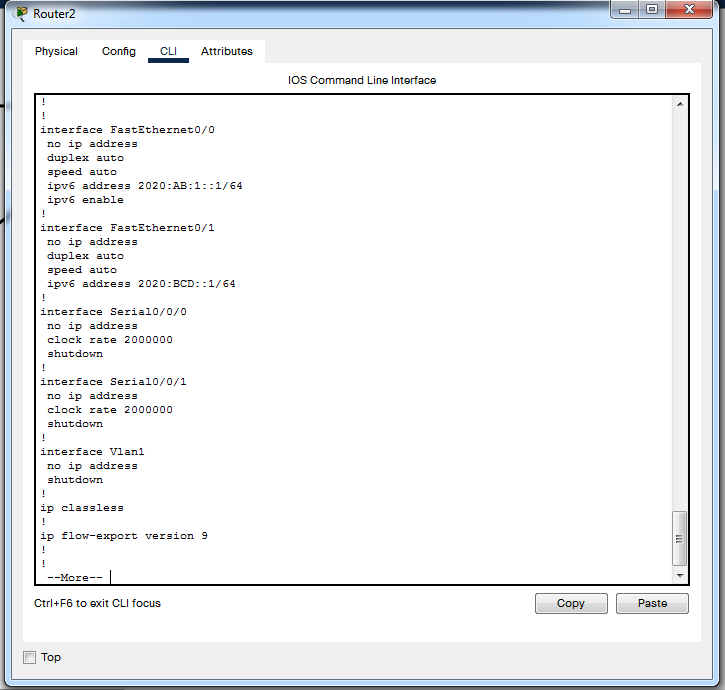 Router2
Physical Config CLI Attributes
IOS Command Line Interface
!
!
interface FastEthernet0/0
 no ip address
 duplex auto
 speed auto
 ipv6 address 2020:AB:1::1/64
 ipv6 enable
!
interface FastEthernet0/1
 no ip address
 duplex auto
 speed auto
 ipv6 address 2020:BCD::1/64
!
interface Serial0/0/0
 no ip address
 clock rate 2000000
 shutdown
!
interface Serial0/0/1
 no ip address
 clock rate 2000000
 shutdown
!
interface Vlan1
 no ip address
 shutdown
!
ip classless
!
ip flow-export version 9
!
!
 --More--
Ctrl+F6 to exit CLI focus Copy Paste
Top